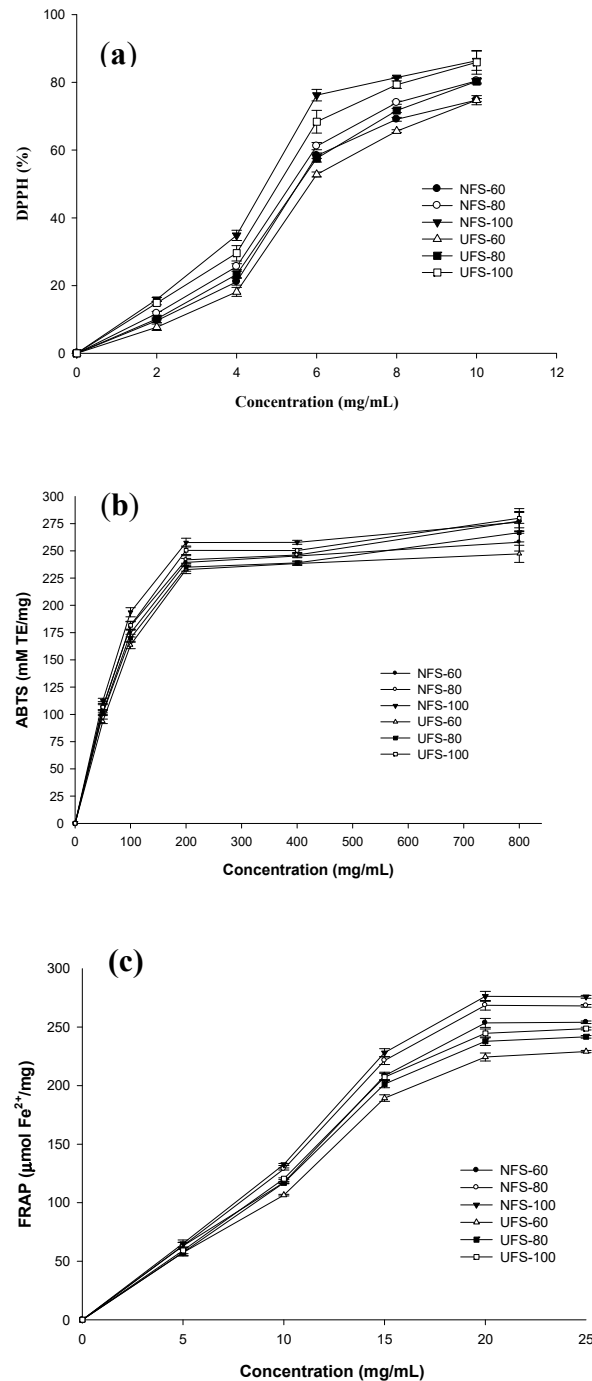 (a)
DPPH (%)
100
80
60
40
20
0
NFS-60
NFS-80
NFS-100
UFS-60
UFS-80
UFS-100
0 2 4 6 8 10 12
Concentration (mg/mL)
(b)
ABTS (mM TE/mg)
300
275
250
225
200
175
150
125
100
75
50
25
0
NFS-60
NFS-80
NFS-100
UFS-60
UFS-80
UFS-100
0 100 200 300 400 500 600 700 800
Concentration (mg/mL)
(c)
FRAP (µmol Fe²⁺/mg)
300
250
200
150
100
50
0
NFS-60
NFS-80
NFS-100
UFS-60
UFS-80
UFS-100
0 5 10 15 20 25
Concentration (mg/mL)